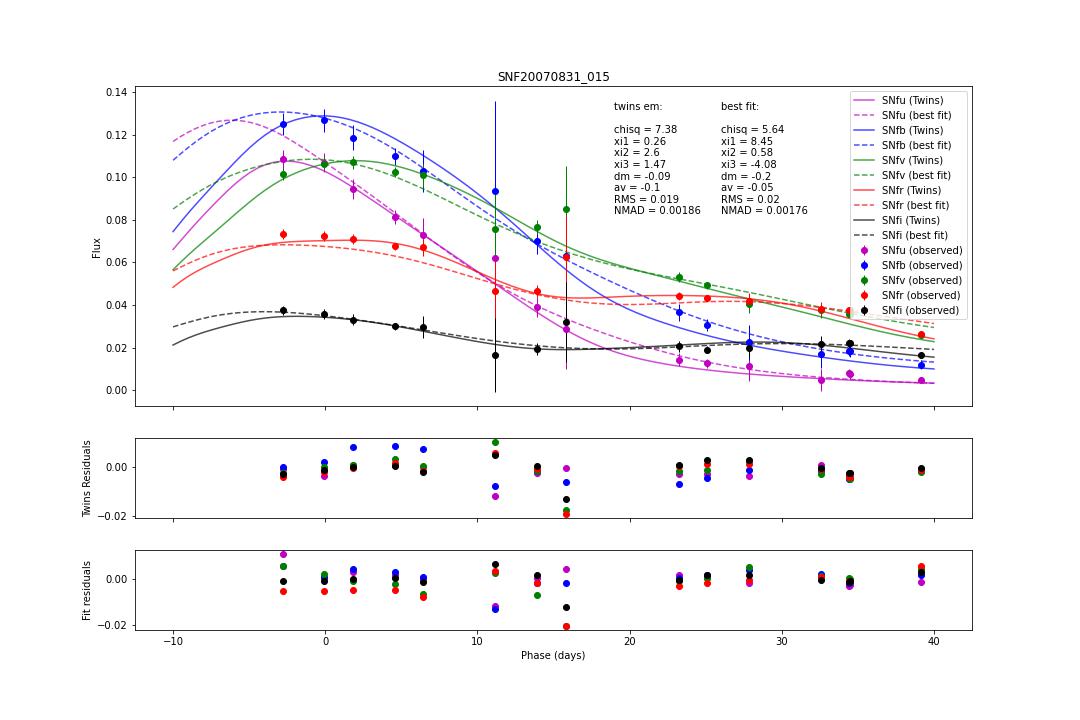 SNF20070831_015
Flux
0.14
0.12
0.10
0.08
0.06
0.04
0.02
0.00
twins em:
chisq = 7.38
xi1 = 0.26
xi2 = 2.6
xi3 = 1.47
dm = -0.09
av = -0.1
RMS = 0.019
NMAD = 0.00186
best fit:
chisq = 5.64
xi1 = 8.45
xi2 = 0.58
xi3 = -4.08
dm = -0.2
av = -0.05
RMS = 0.02
NMAD = 0.00176
SNfu (Twins)
SNfu (best fit)
SNfb (Twins)
SNfb (best fit)
SNfv (Twins)
SNfv (best fit)
SNfr (Twins)
SNfr (best fit)
SNfi (Twins)
SNfi (best fit)
SNfu (observed)
SNfb (observed)
SNfv (observed)
SNfr (observed)
SNfi (observed)
Twins Residuals
0.00
−0.02
Fit residuals
0.00
−0.02
−10
0
10
20
30
40
Phase (days)